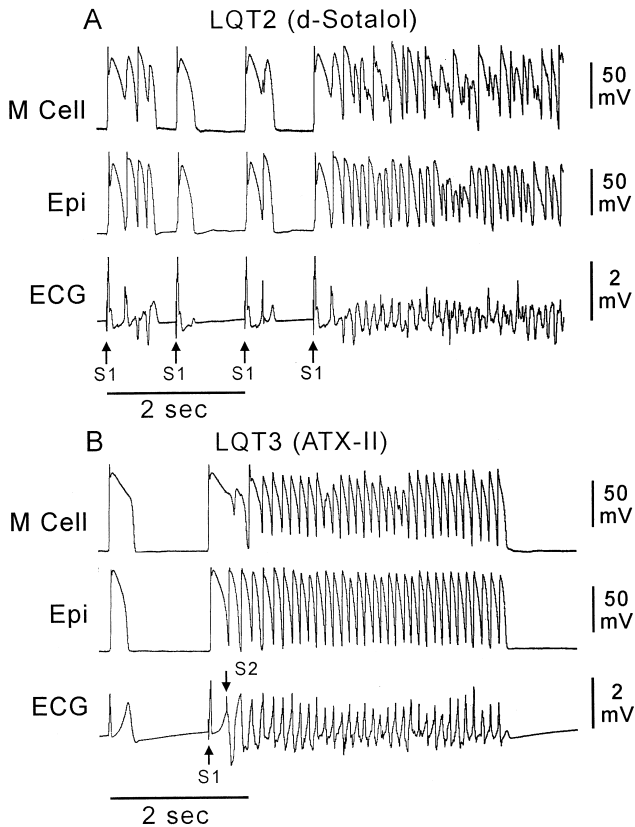 A LQT2 (d-Sotalol)
M Cell
50
mV
Epi
50
mV
ECG
2
mV
S1 S1 S1 S1
2 sec
B LQT3 (ATX-II)
M Cell
50
mV
Epi
50
mV
S2
ECG
2
mV
S1
2 sec